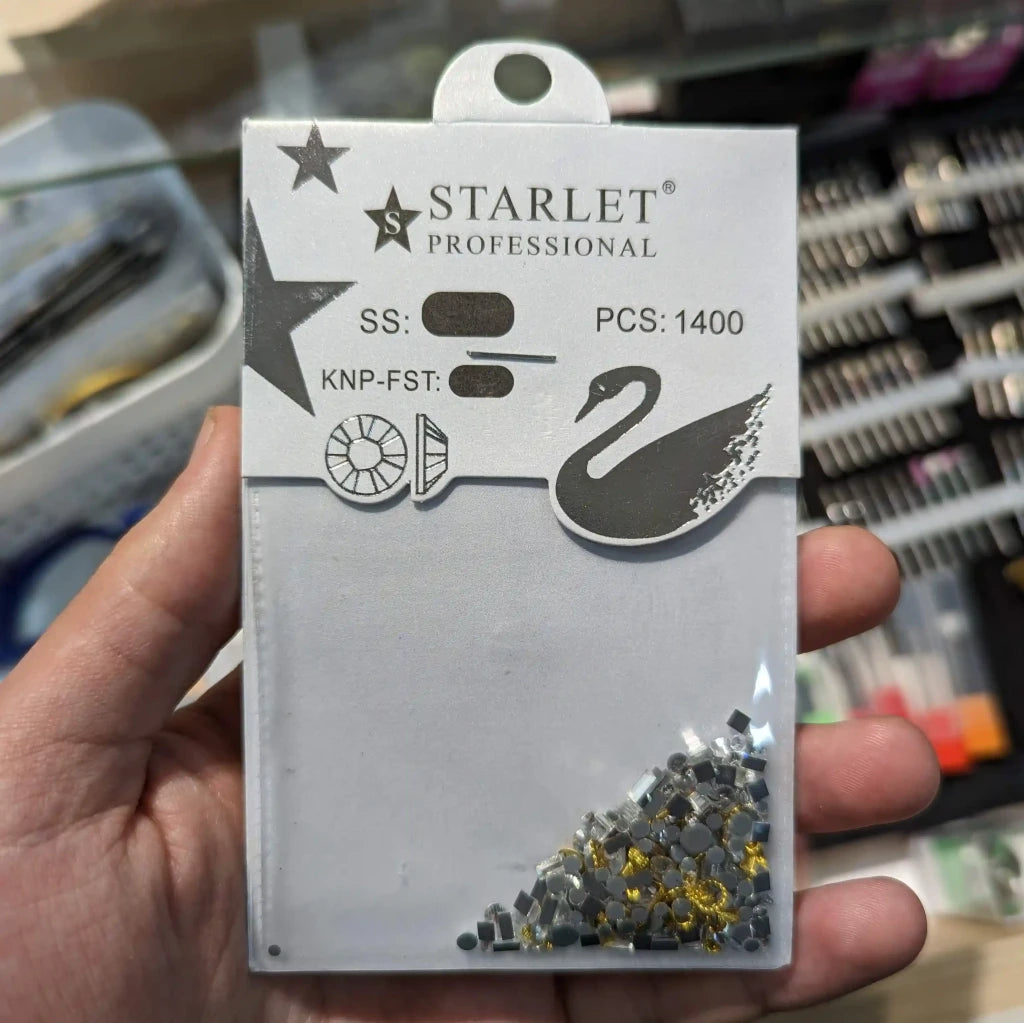 S STARLET®
PROFESSIONAL
SS: PCS: 1400
KNP-FST: